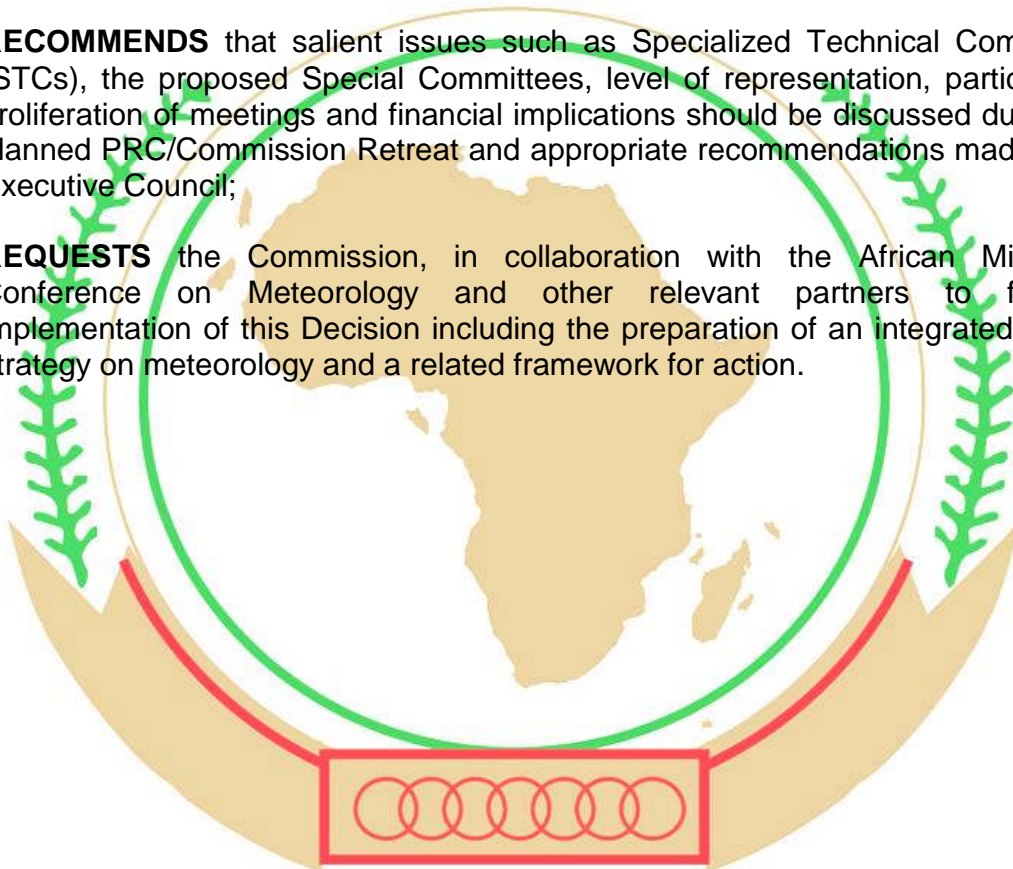 RECOMMENDS that salient issues such as Specialized Technical Com
STCs), the proposed Special Committees, level of representation, partic
roliferation of meetings and financial implications should be discussed du
lanned PRC/Commission Retreat and appropriate recommendations mad
xecutive Council;
REQUESTS the Commission, in collaboration with the African Mi
Conference on Meteorology and other relevant partners to f
mplementation of this Decision including the preparation of an integrated
trategy on meteorology and a related framework for action.